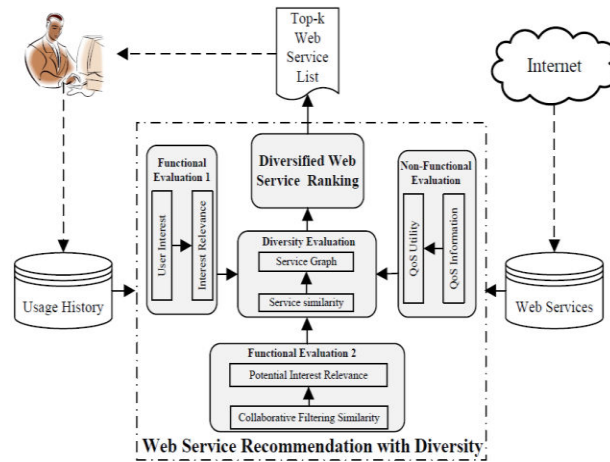 Top-k
Web
Service
List
Internet
Functional
Evaluation 1
User Interest
Interest Relevance
Diversified Web
Service Ranking
Non-Functional
Evaluation
QoS Utility
QoS Information
Diversity Evaluation
Service Graph
Service similarity
Usage History
Web Services
Functional Evaluation 2
Potential Interest Relevance
Collaborative Filtering Similarity
Web Service Recommendation with Diversity